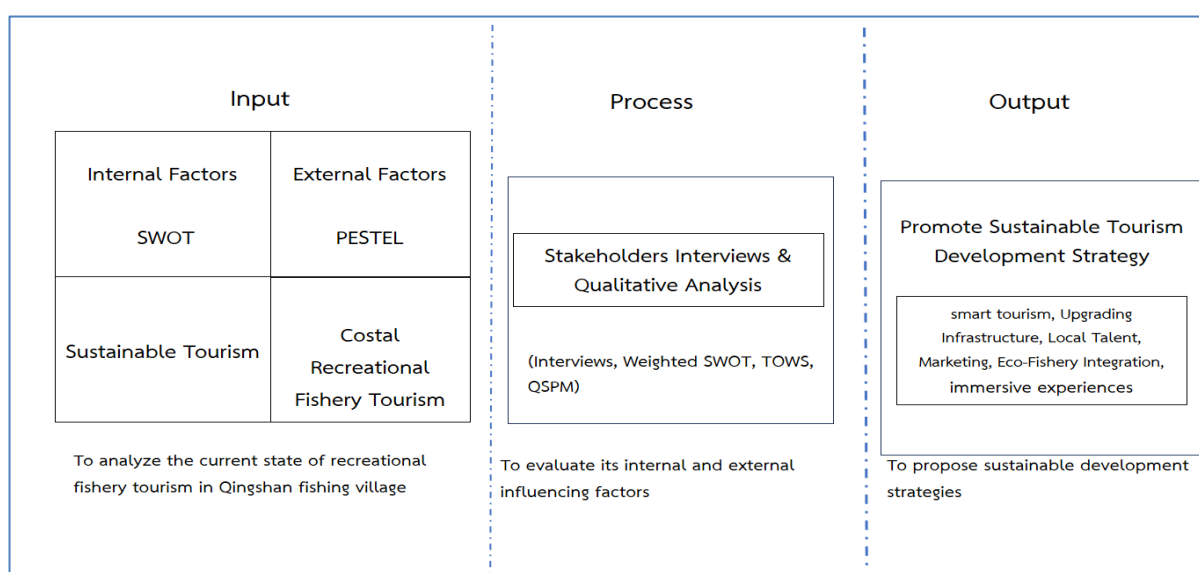 Input
Internal Factors
SWOT
External Factors
PESTEL
Sustainable Tourism
Costal
Recreational
Fishery Tourism
To analyze the current state of recreational
fishery tourism in Qingshan fishing village
Process
Stakeholders Interviews &
Qualitative Analysis
(Interviews, Weighted SWOT, TOWS,
QSPM)
To evaluate its internal and external
influencing factors
Output
Promote Sustainable Tourism
Development Strategy
smart tourism, Upgrading
Infrastructure, Local Talent,
Marketing, Eco-Fishery Integration,
immersive experiences
To propose sustainable development
strategies